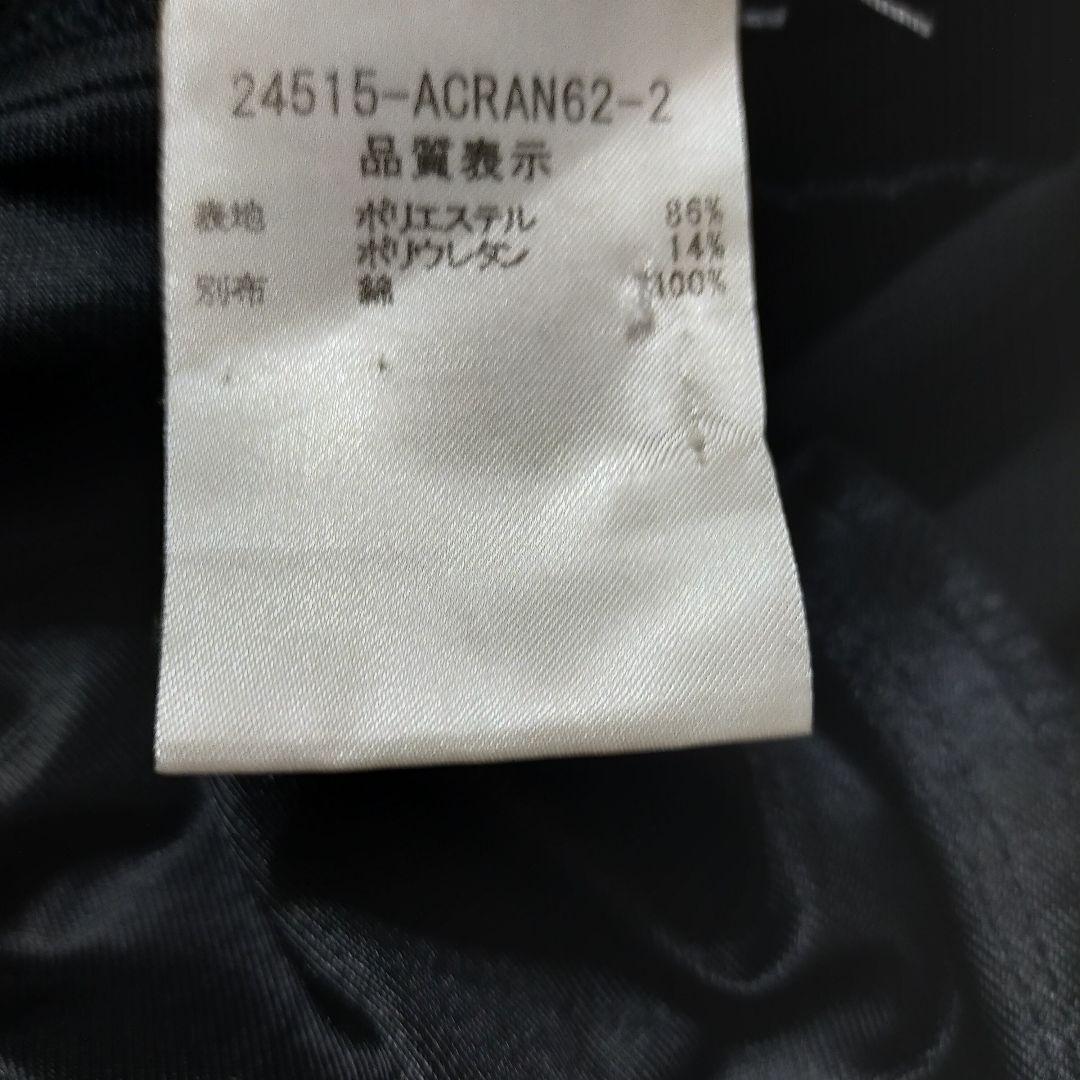 24515-ACRAN62-2
品質表示
表地 ポリエステル 86%
ポリウレタン 14%
別布 綿 100%